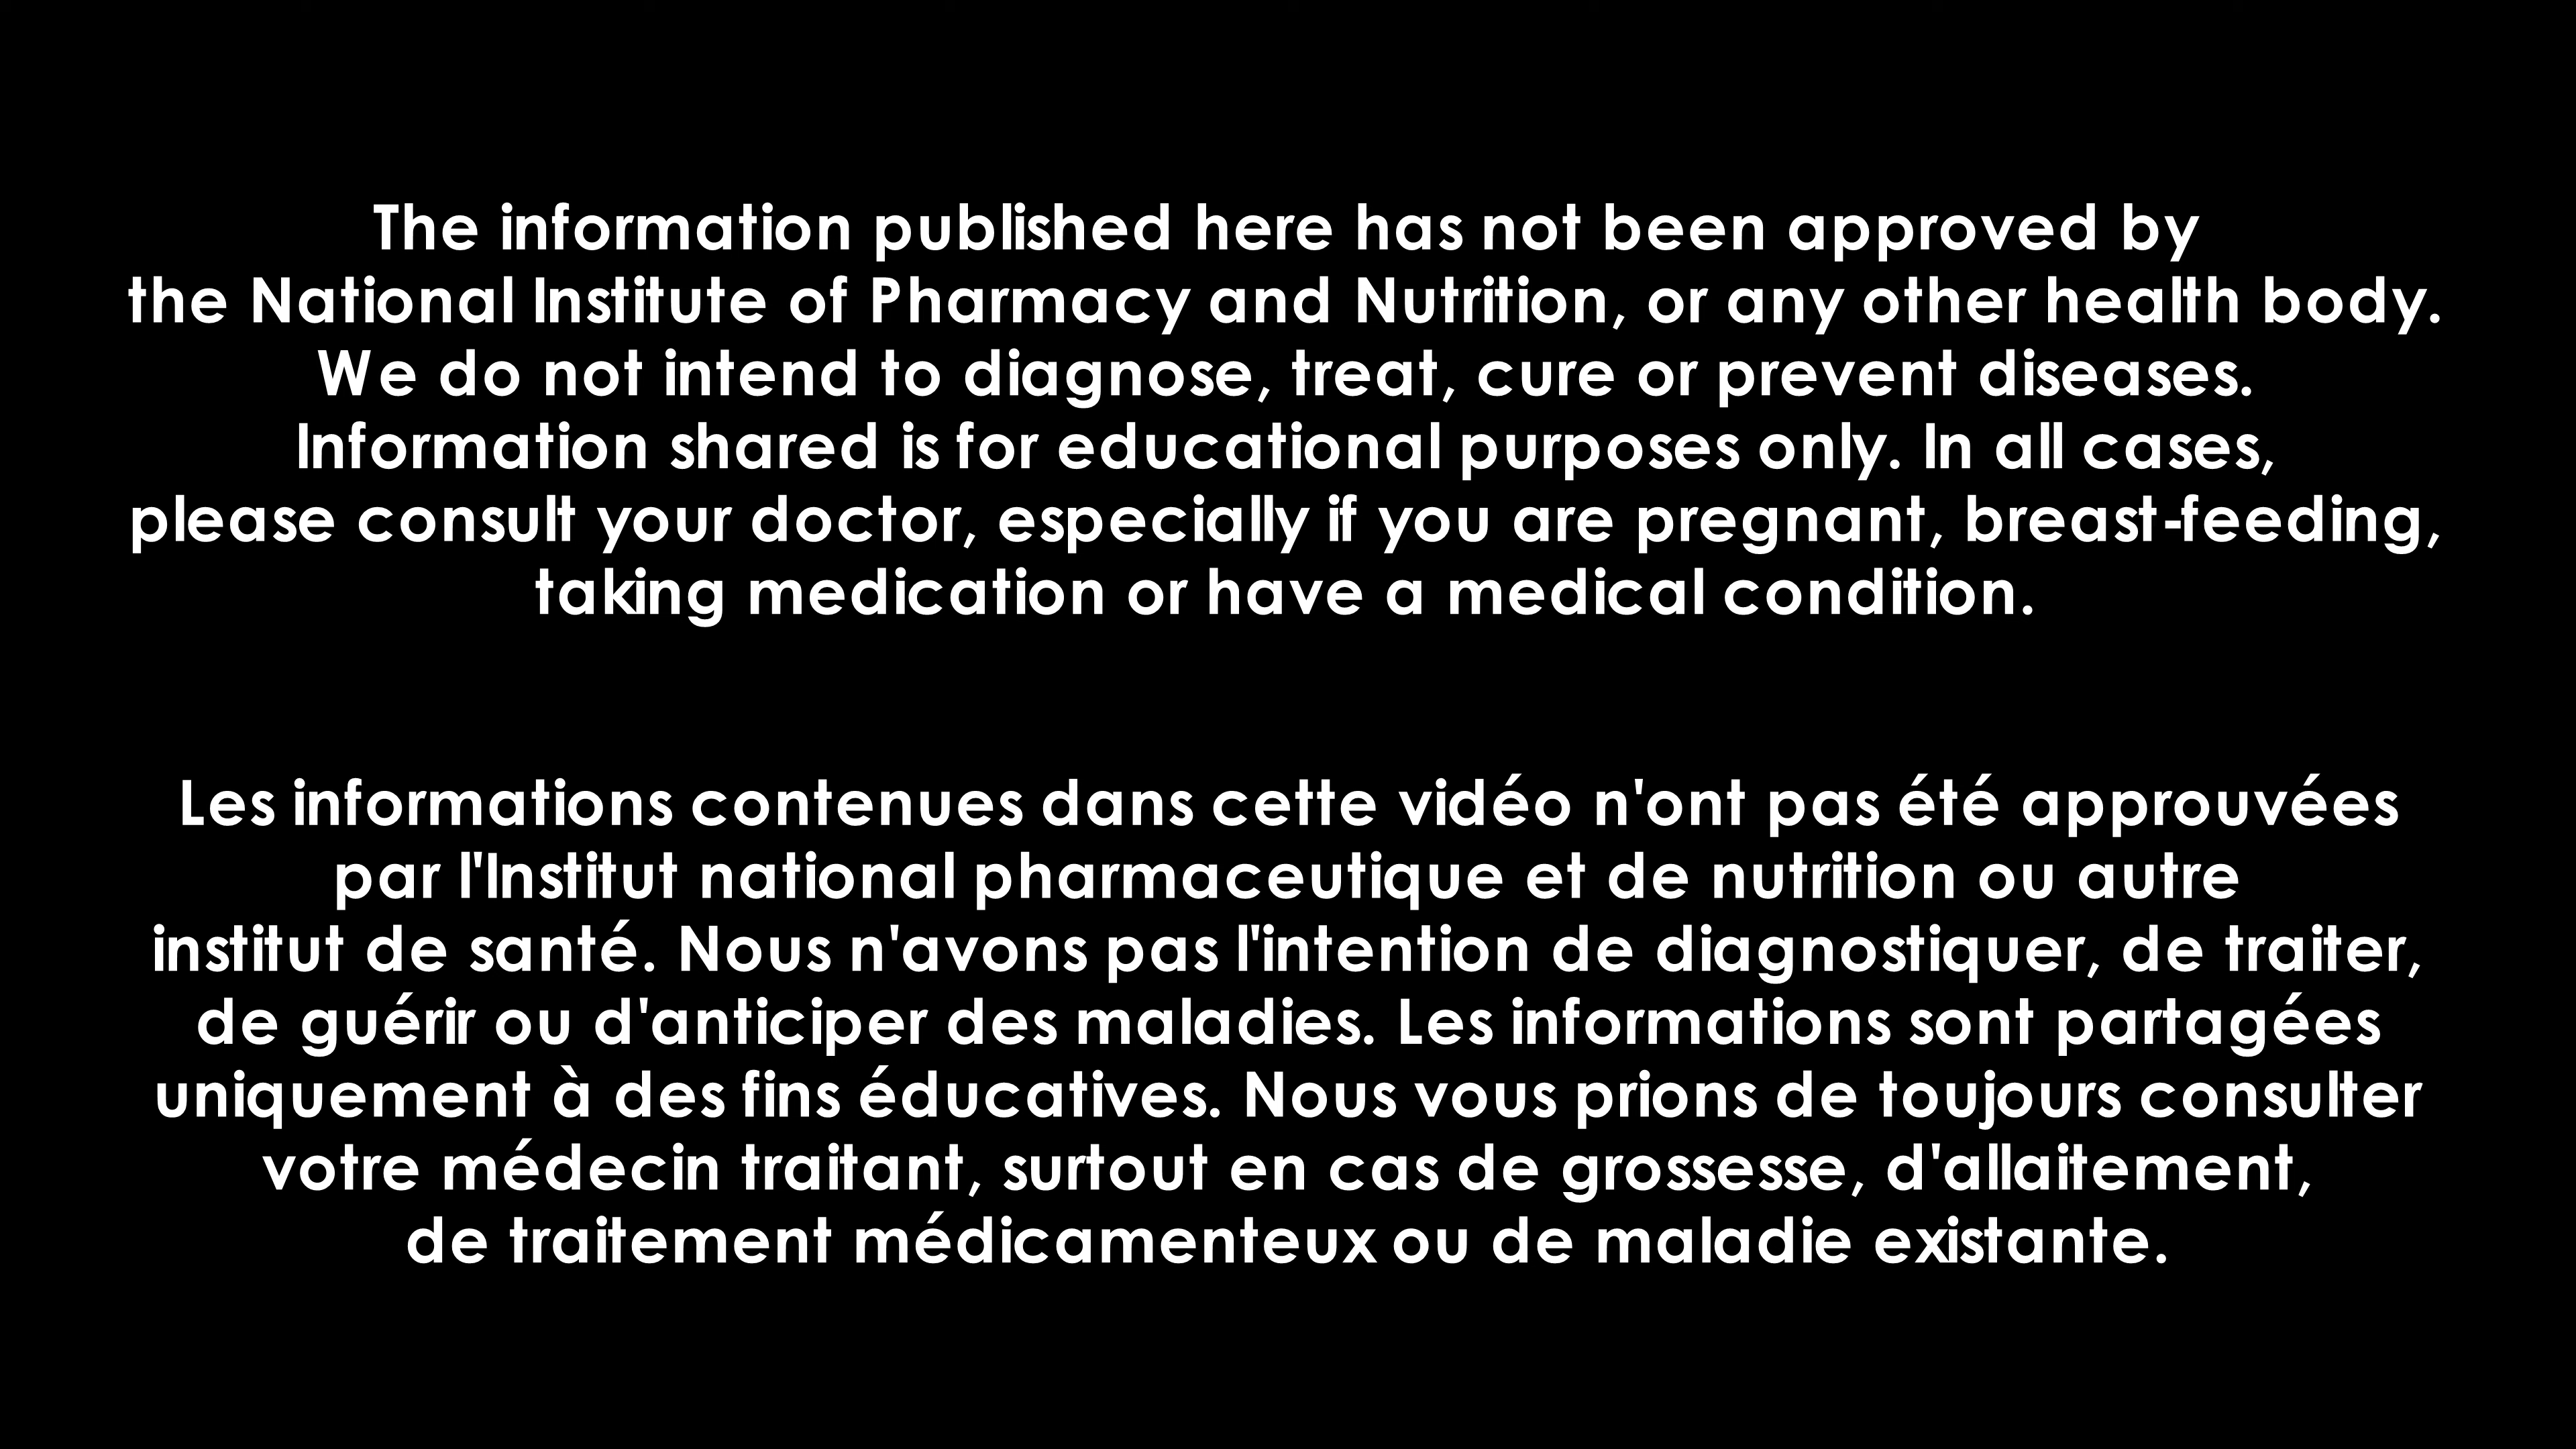 The information published here has not been approved by
the National Institute of Pharmacy and Nutrition, or any other health body.
We do not intend to diagnose, treat, cure or prevent diseases.
Information shared is for educational purposes only. In all cases,
please consult your doctor, especially if you are pregnant, breast-feeding,
taking medication or have a medical condition.
Les informations contenues dans cette vidéo n'ont pas été approuvées
par l'Institut national pharmaceutique et de nutrition ou autre
institut de santé. Nous n'avons pas l'intention de diagnostiquer, de traiter,
de guérir ou d'anticiper des maladies. Les informations sont partagées
uniquement à des fins éducatives. Nous vous prions de toujours consulter
votre médecin traitant, surtout en cas de grossesse, d'allaitement,
de traitement médicamenteux ou de maladie existante.